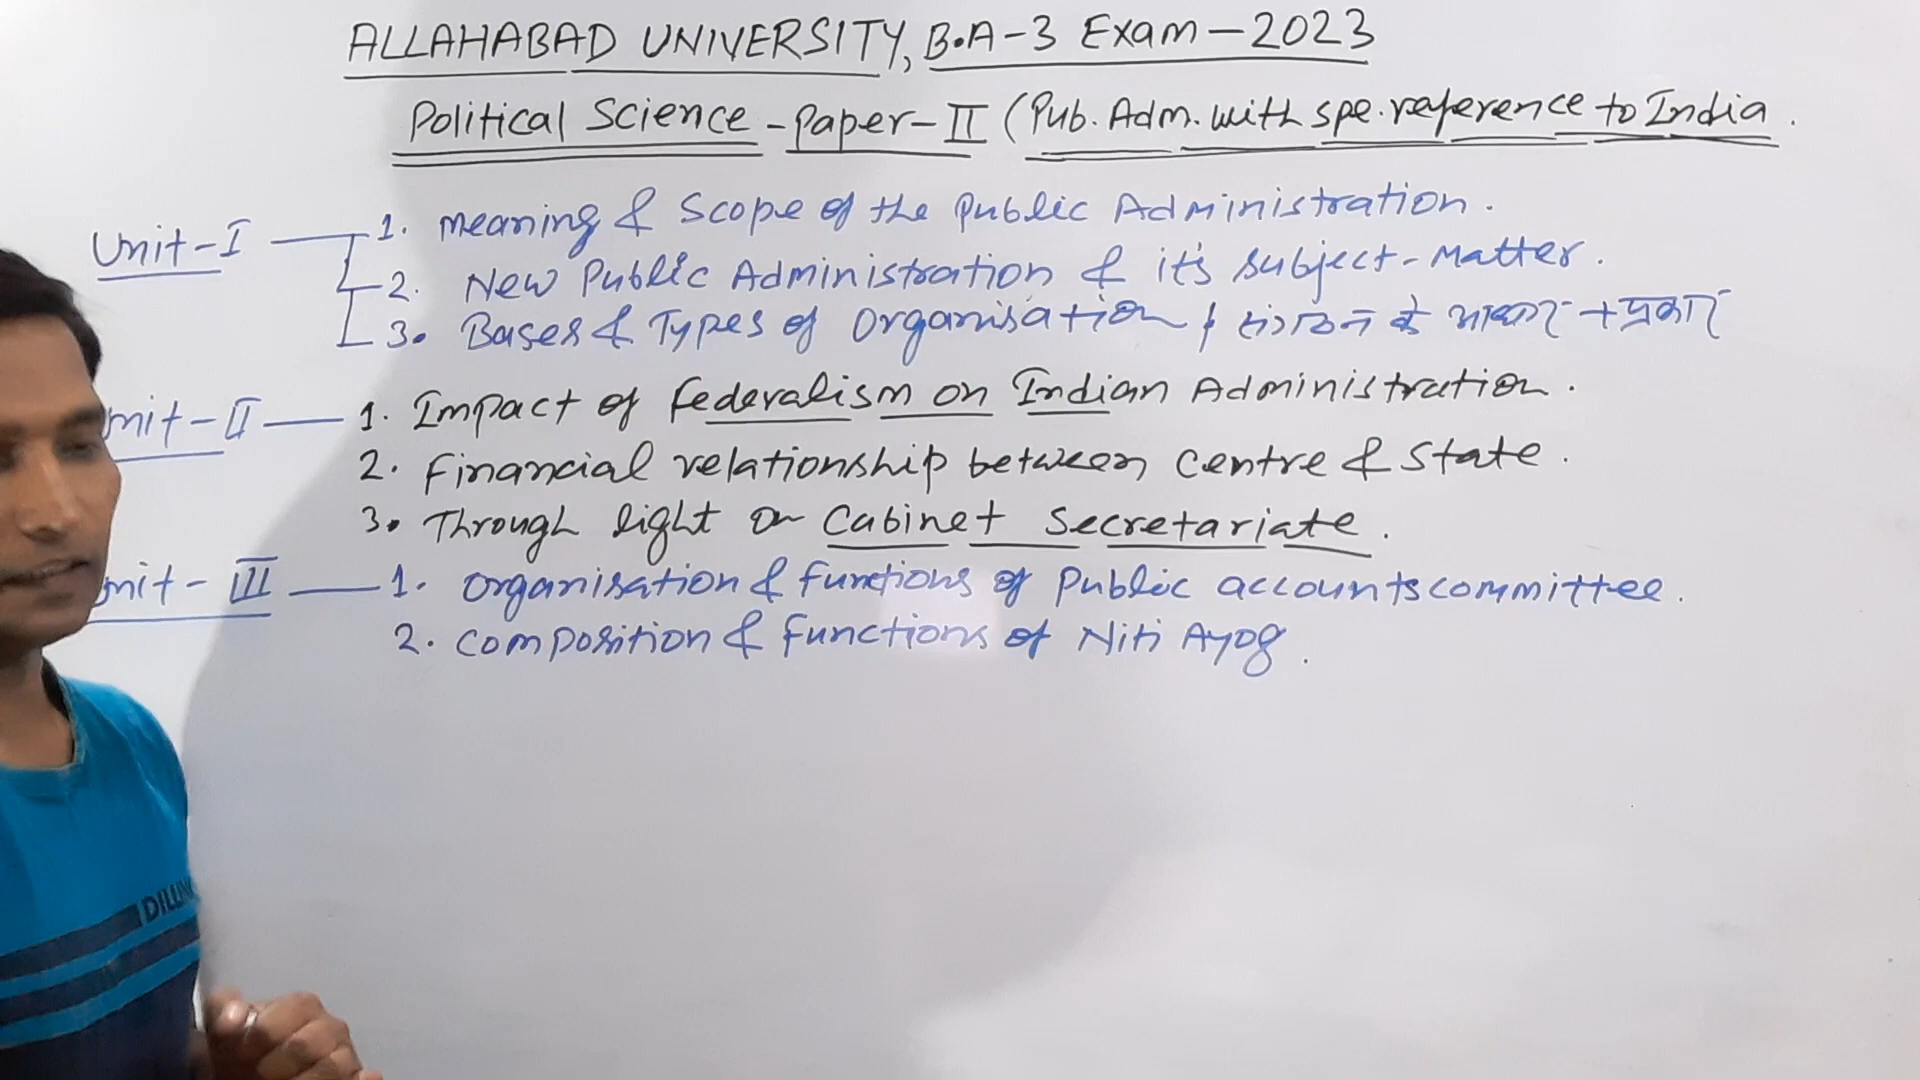 ALLAHABAD UNIVERSITY, B.A-3 Exam-2023
Political Science - Paper-II (Pub. Adm. with spe. reference to India.
Unit-I — 1. Meaning & Scope of the Public Administration.
2. New Public Administration & it's subject-Matter.
3. Bases & Types of Organisation / संगठन के आकार + प्रकार
nit-II — 1. Impact of federalism on Indian Administration.
2. Financial relationship between Centre & State.
3. Through light on Cabinet Secretariate.
nit-III — 1. Organisation & functions of Public accounts committee.
2. Composition & functions of Niti Ayog.
DILLIN